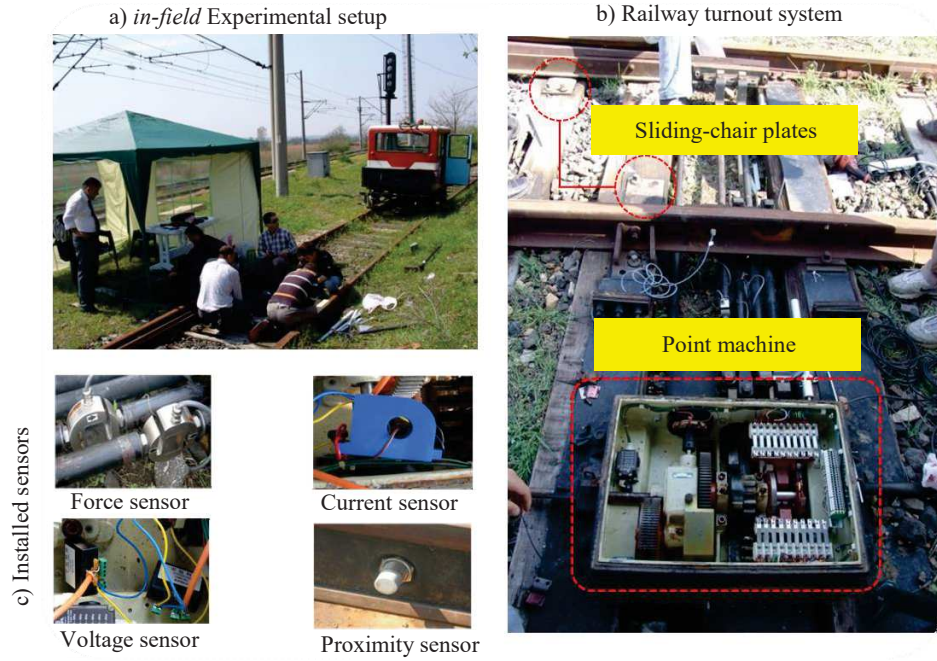 a) in-field Experimental setup
b) Railway turnout system
Sliding-chair plates
Point machine
c) Installed sensors
Force sensor
Current sensor
Voltage sensor
Proximity sensor